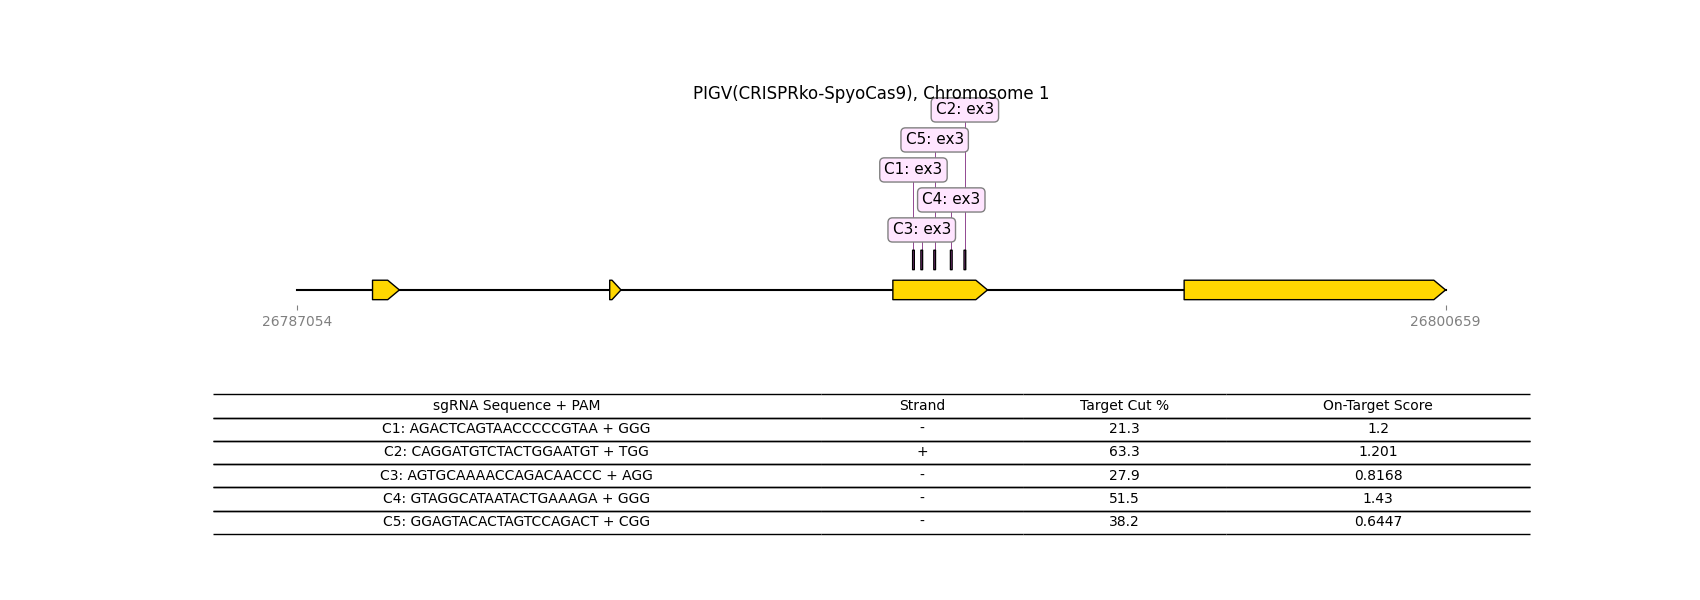 PIGV(CRISPRko-SpyoCas9), Chromosome 1
C2: ex3
C5: ex3
C1: ex3
C4: ex3
C3: ex3
26787054 26800659
sgRNA Sequence + PAM Strand Target Cut % On-Target Score
C1: AGACTCAGTAACCCCCGTAA + GGG - 21.3 1.2
C2: CAGGATGTCTACTGGAATGT + TGG + 63.3 1.201
C3: AGTGCAAAACCAGACAACCC + AGG - 27.9 0.8168
C4: GTAGGCATAATACTGAAAGA + GGG - 51.5 1.43
C5: GGAGTACACTAGTCCAGACT + CGG - 38.2 0.6447